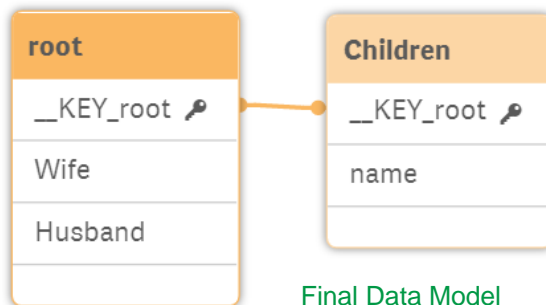 root
__KEY_root
Wife
Husband
Children
__KEY_root
name
Final Data Model